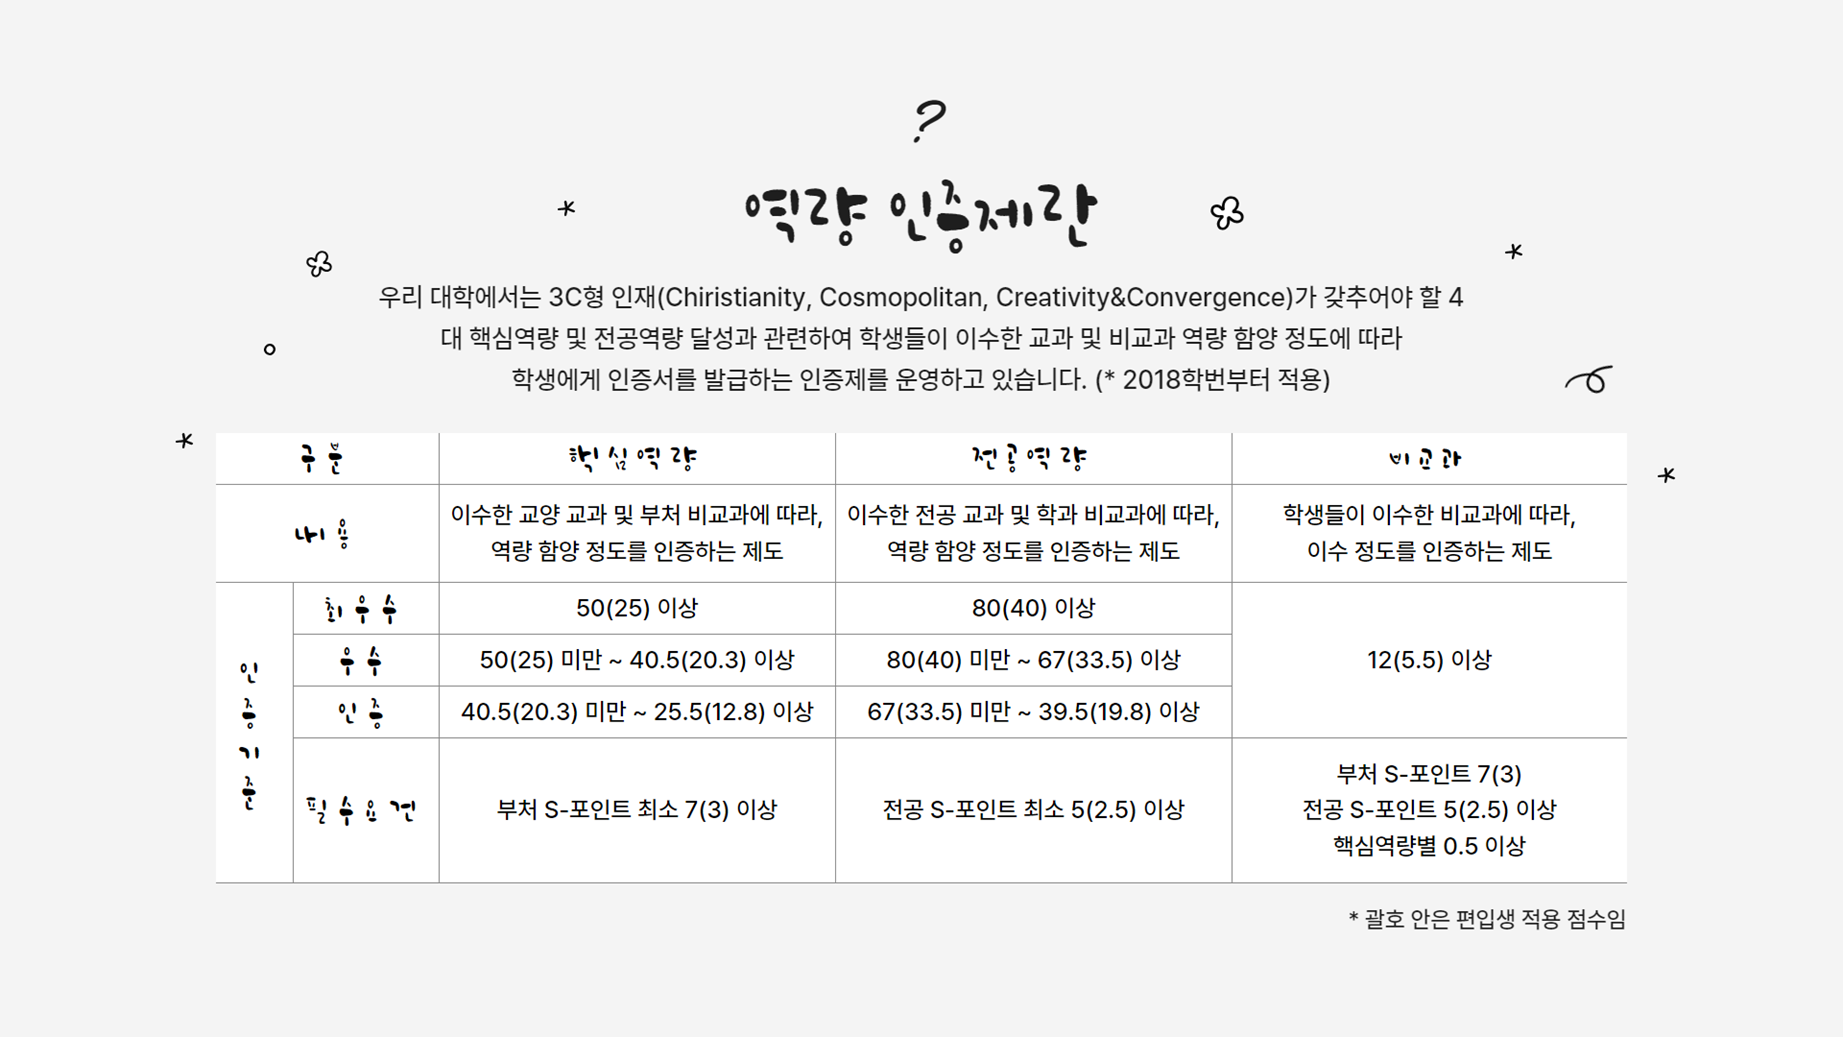 ?
역량 인증제란
우리 대학에서는 3C형 인재(Chiristianity, Cosmopolitan, Creativity&Convergence)가 갖추어야 할 4
대 핵심역량 및 전공역량 달성과 관련하여 학생들이 이수한 교과 및 비교과 역량 함양 정도에 따라
학생에게 인증서를 발급하는 인증제를 운영하고 있습니다. (* 2018학번부터 적용)
구분 핵심역량 전공역량 비교과
내용
이수한 교양 교과 및 부처 비교과에 따라,
역량 함양 정도를 인증하는 제도
이수한 전공 교과 및 학과 비교과에 따라,
역량 함양 정도를 인증하는 제도
학생들이 이수한 비교과에 따라,
이수 정도를 인증하는 제도
인증기준
최우수 50(25) 이상 80(40) 이상
우수 50(25) 미만 ~ 40.5(20.3) 이상 80(40) 미만 ~ 67(33.5) 이상 12(5.5) 이상
인증 40.5(20.3) 미만 ~ 25.5(12.8) 이상 67(33.5) 미만 ~ 39.5(19.8) 이상
필수요건 부처 S-포인트 최소 7(3) 이상 전공 S-포인트 최소 5(2.5) 이상
부처 S-포인트 7(3)
전공 S-포인트 5(2.5) 이상
핵심역량별 0.5 이상
* 괄호 안은 편입생 적용 점수임